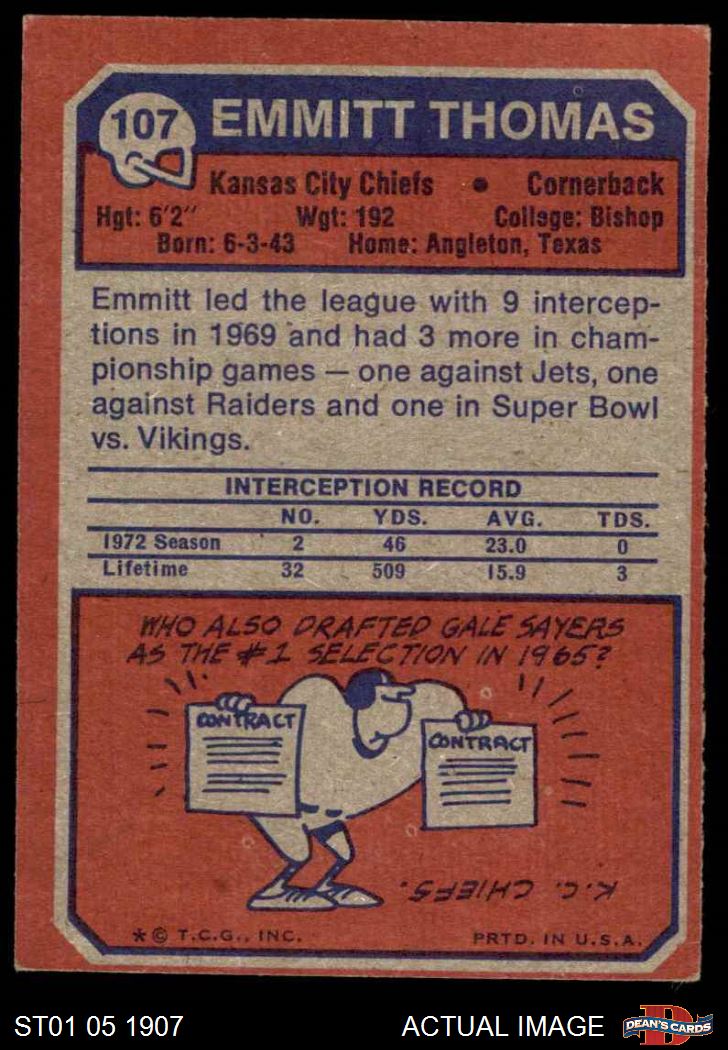 107
EMMITT THOMAS
Kansas City Chiefs • Cornerback
Hgt: 6'2" Wgt: 192 College: Bishop
Born: 6-3-43 Home: Angleton, Texas
Emmitt led the league with 9 intercep-
tions in 1969 and had 3 more in cham-
pionship games — one against Jets, one
against Raiders and one in Super Bowl
vs. Vikings.
INTERCEPTION RECORD
NO. YDS. AVG. TDS.
1972 Season 2 46 23.0 0
Lifetime 32 509 15.9 3
WHO ALSO DRAFTED GALE SAYERS
AS THE #1 SELECTION IN 1965?
CONTRACT
CONTRACT
K.C. CHIEFS.
* © T.C.G., INC. PRTD. IN U.S.A.
ST01 05 1907 ACTUAL IMAGE
D
DEAN'S CARDS